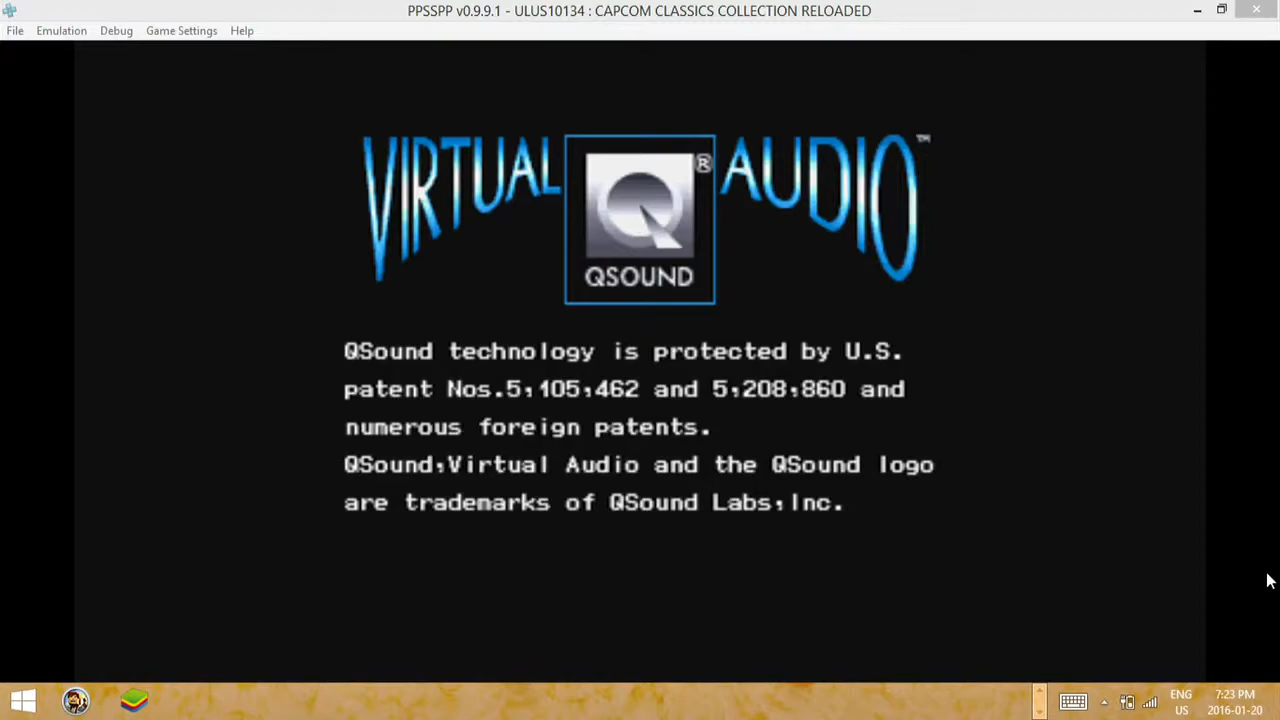 PPSSPP v0.9.9.1 - ULUS10134 : CAPCOM CLASSICS COLLECTION RELOADED
File Emulation Debug Game Settings Help
VIRTUAL AUDIO™
®
QSOUND
QSound technology is protected by U.S.
patent Nos.5,105,462 and 5,208,860 and
numerous foreign patents.
QSound,Virtual Audio and the QSound logo
are trademarks of QSound Labs,Inc.
ENG 7:23 PM
US 2016-01-20